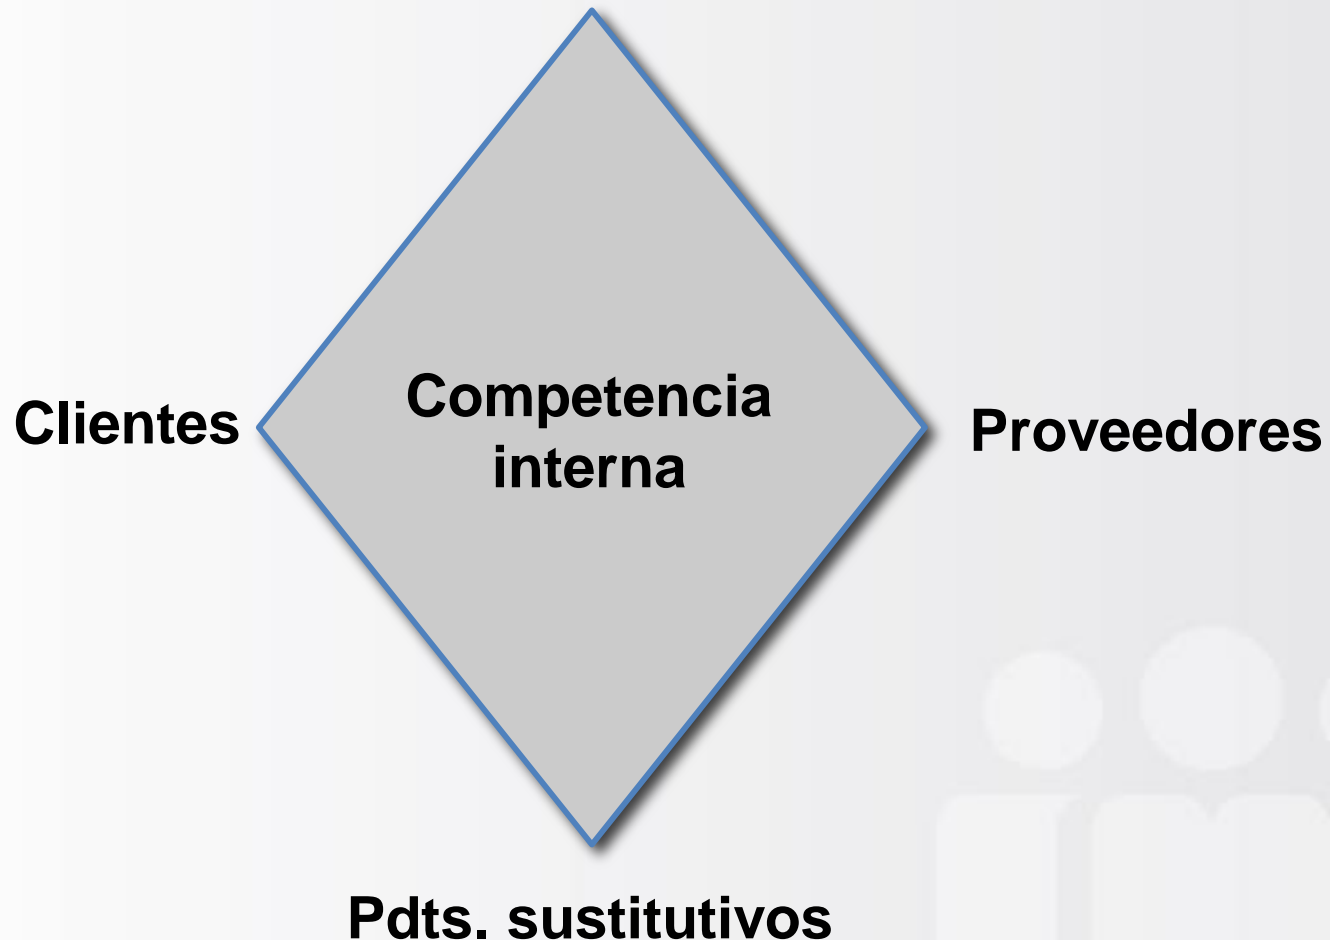 Competencia
interna
Clientes
Proveedores
Pdts. sustitutivos